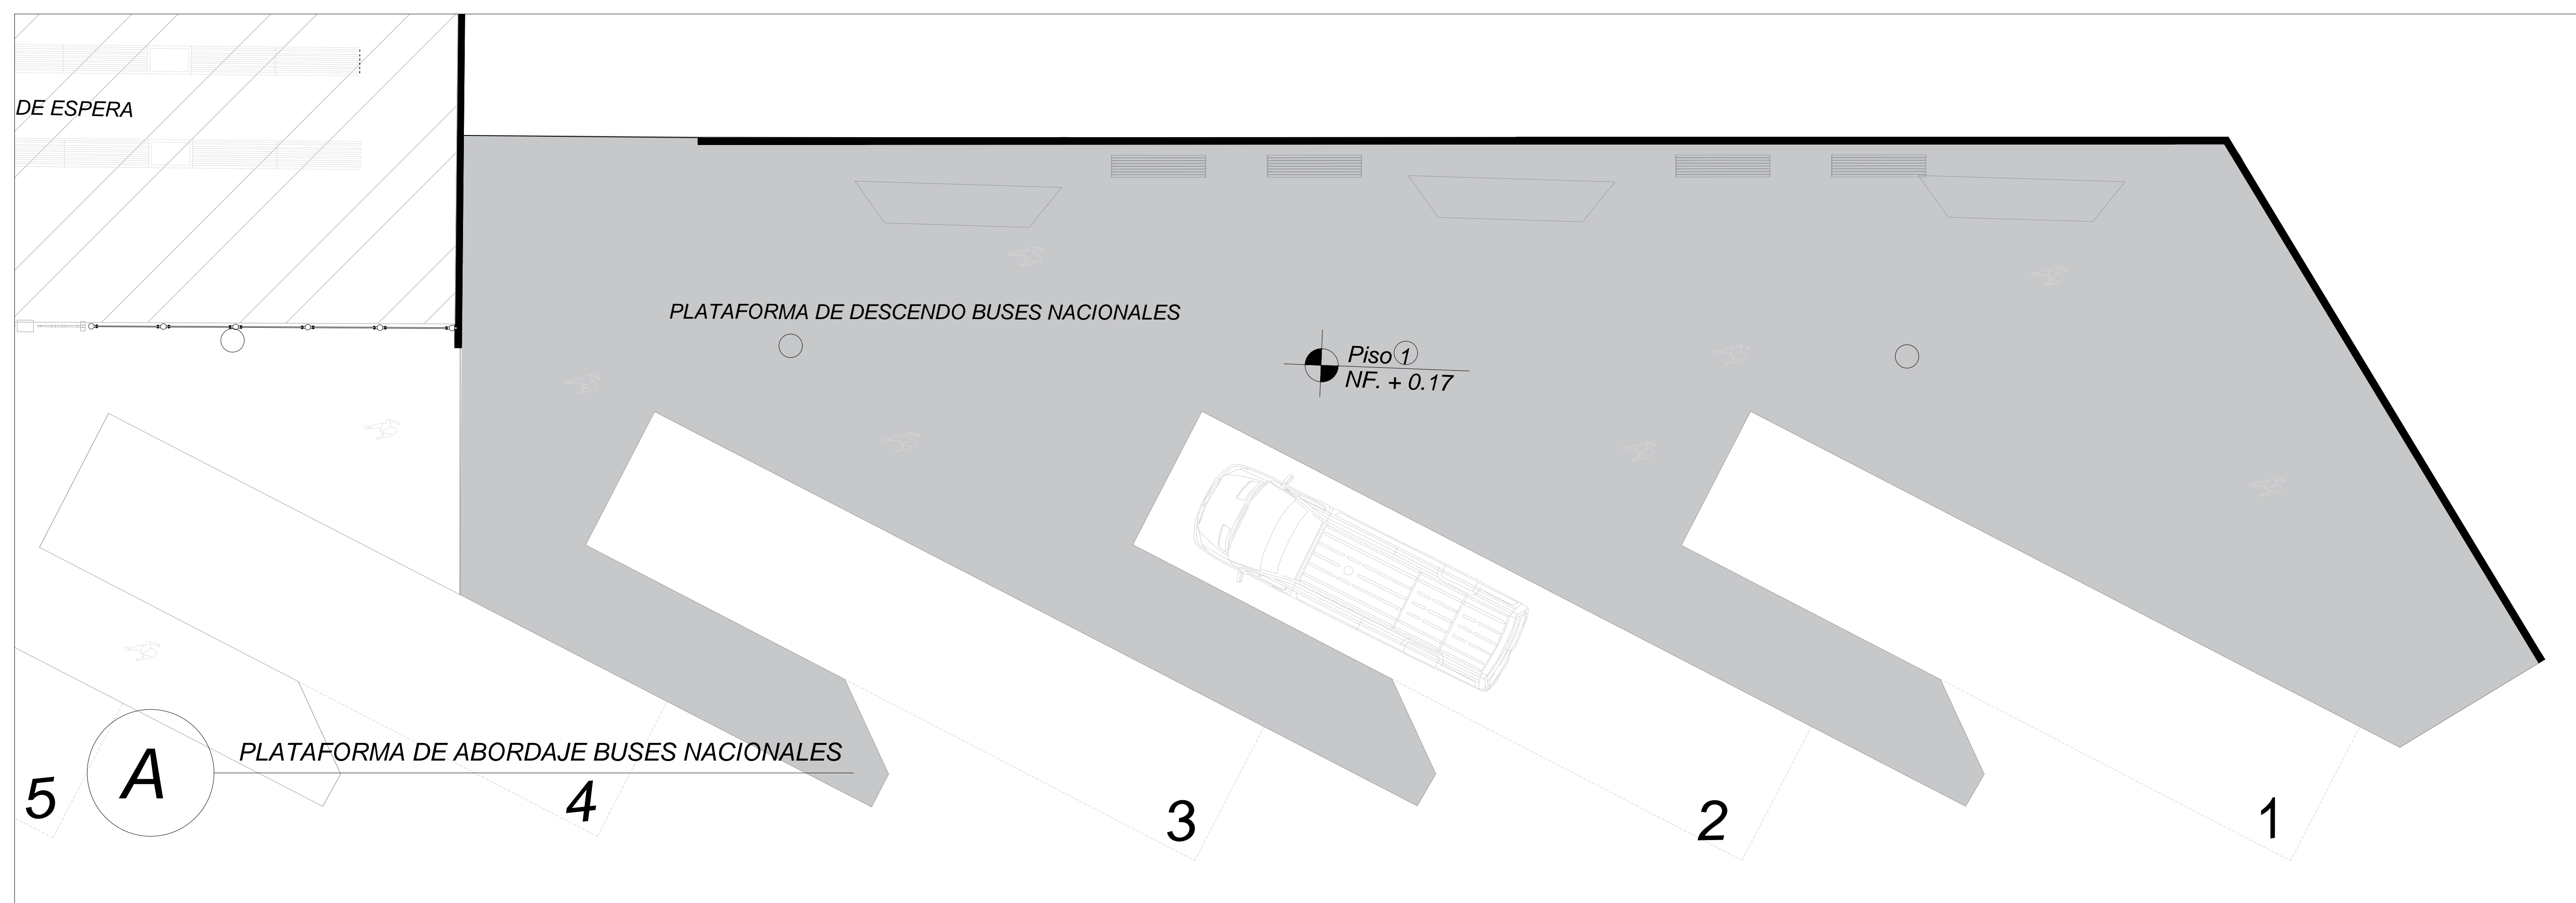 DE ESPERA
PLATAFORMA DE DESCENDO BUSES NACIONALES
Piso 1
NF. + 0.17
A
PLATAFORMA DE ABORDAJE BUSES NACIONALES
5
4
3
2
1